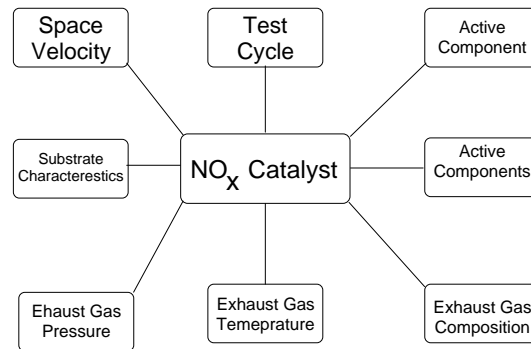 Space
Velocity
Test
Cycle
Active
Component
Substrate
Characterestics
NOx Catalyst
Active
Components
Ehaust Gas
Pressure
Exhaust Gas
Temeprature
Exhaust Gas
Composition